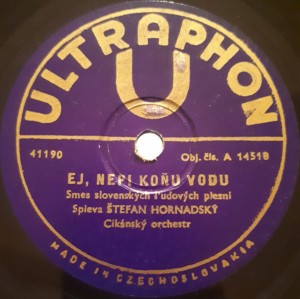 ULTRAPHON
U
41190 Obj. čís. A 14518
EJ, NEPI KOŇU VODU
Smes slovenských ľudových piesní
Spieva ŠTEFAN HORNADSKÝ
Cikánský orchestr
MADE IN CZECHOSLOVAKIA